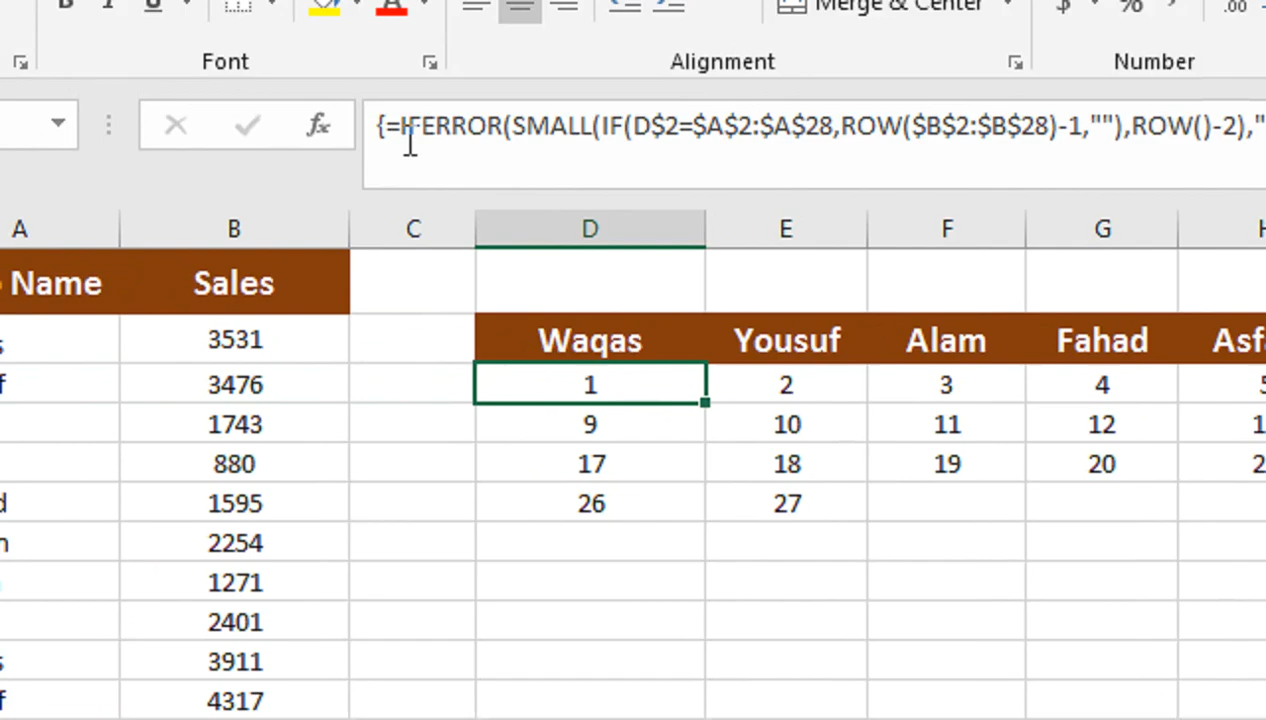 Merge & Center
$ %
.00
Font Alignment Number
fx {=IFERROR(SMALL(IF(D$2=$A$2:$A$28,ROW($B$2:$B$28)-1,""),ROW()-2),"
A B C D E F G H
Name Sales
3531 Waqas Yousuf Alam Fahad
3476 1 2 3 4
1743 9 10 11 12
880 17 18 19 20
1595 26 27
2254
1271
2401
3911
4317